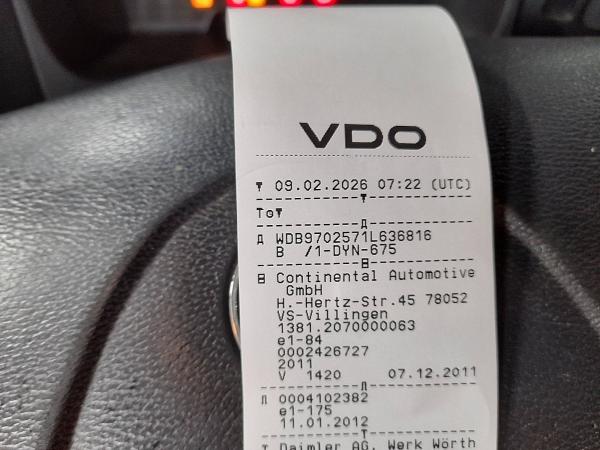 VDO
▼ 09.02.2026 07:22 (UTC)
T⊙▼
A WDB9702571L636816
B /1-DYN-675
B Continental Automotive
GmbH
H.-Hertz-Str.45 78052
VS-Villingen
1381.2070000063
e1-84
0002426727
2011
V 1420 07.12.2011
Л 0004102382
e1-175
11.01.2012
T Daimler AG, Werk Wörth